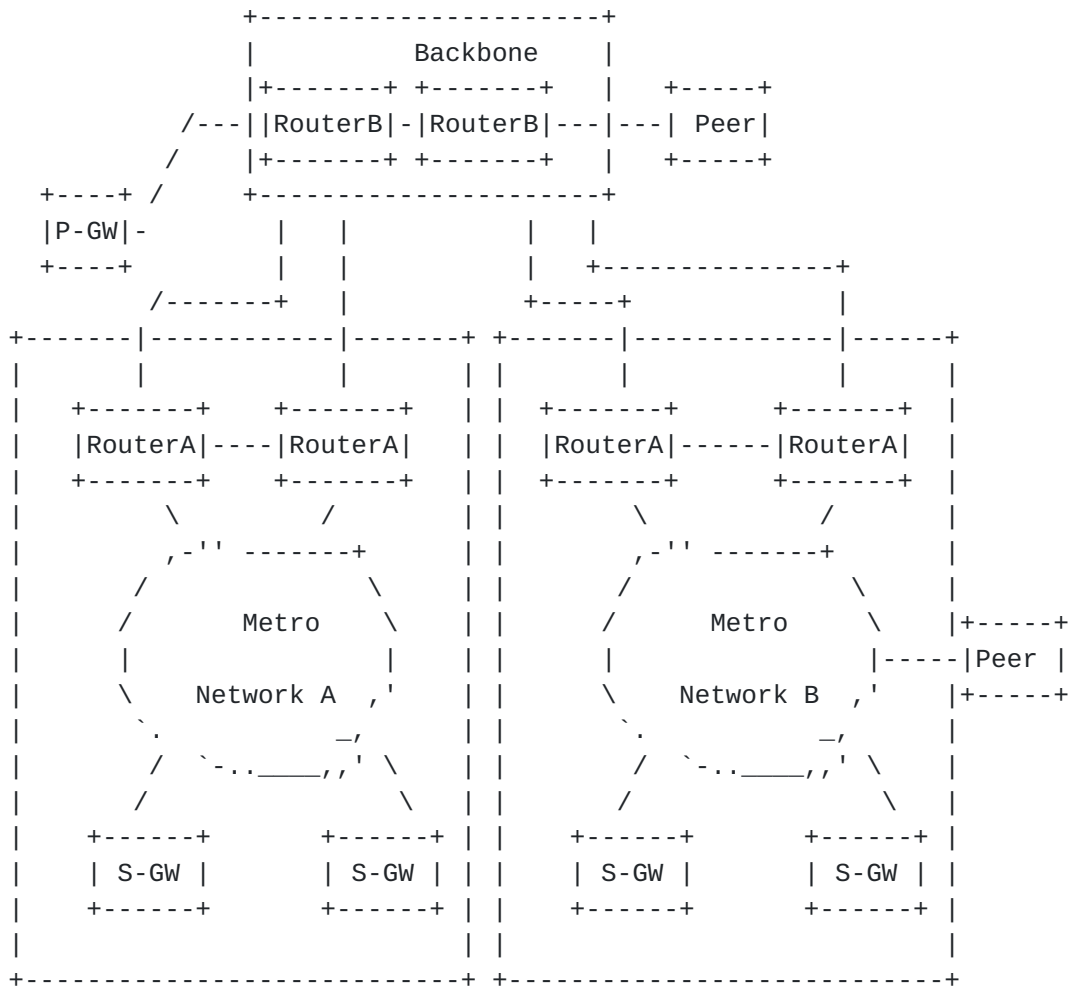 Backbone
RouterB RouterB Peer
P-GW
RouterA RouterA RouterA RouterA
Metro Metro
Peer
Network A Network B
S-GW S-GW S-GW S-GW